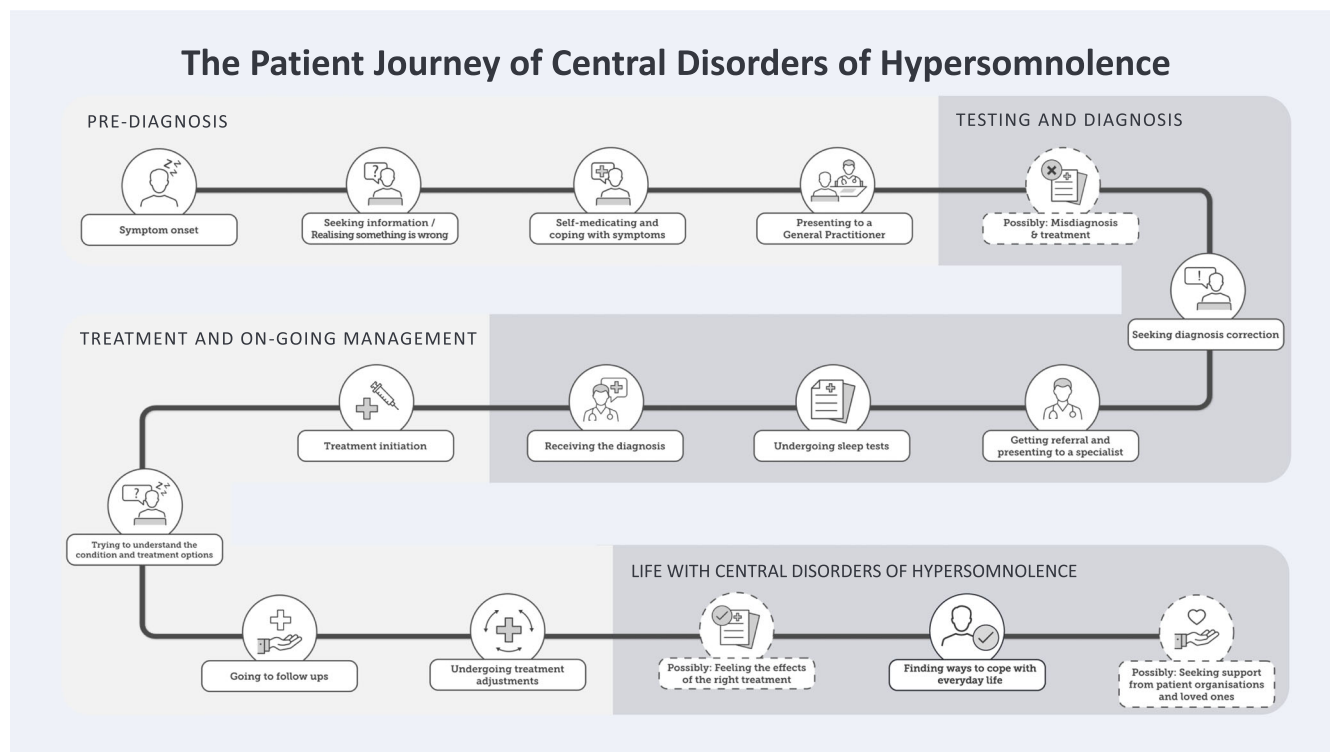 The Patient Journey of Central Disorders of Hypersomnolence
PRE-DIAGNOSIS
TESTING AND DIAGNOSIS
Symptom onset
Seeking information /
Realising something is wrong
Self-medicating and
coping with symptoms
Presenting to a
General Practitioner
Possibly: Misdiagnosis
& treatment
Seeking diagnosis correction
Getting referral and
presenting to a specialist
Undergoing sleep tests
Receiving the diagnosis
TREATMENT AND ON-GOING MANAGEMENT
Treatment initiation
Trying to understand the
condition and treatment options
Going to follow ups
Undergoing treatment
adjustments
LIFE WITH CENTRAL DISORDERS OF HYPERSOMNOLENCE
Possibly: Feeling the effects
of the right treatment
Finding ways to cope with
everyday life
Possibly: Seeking support
from patient organisations
and loved ones